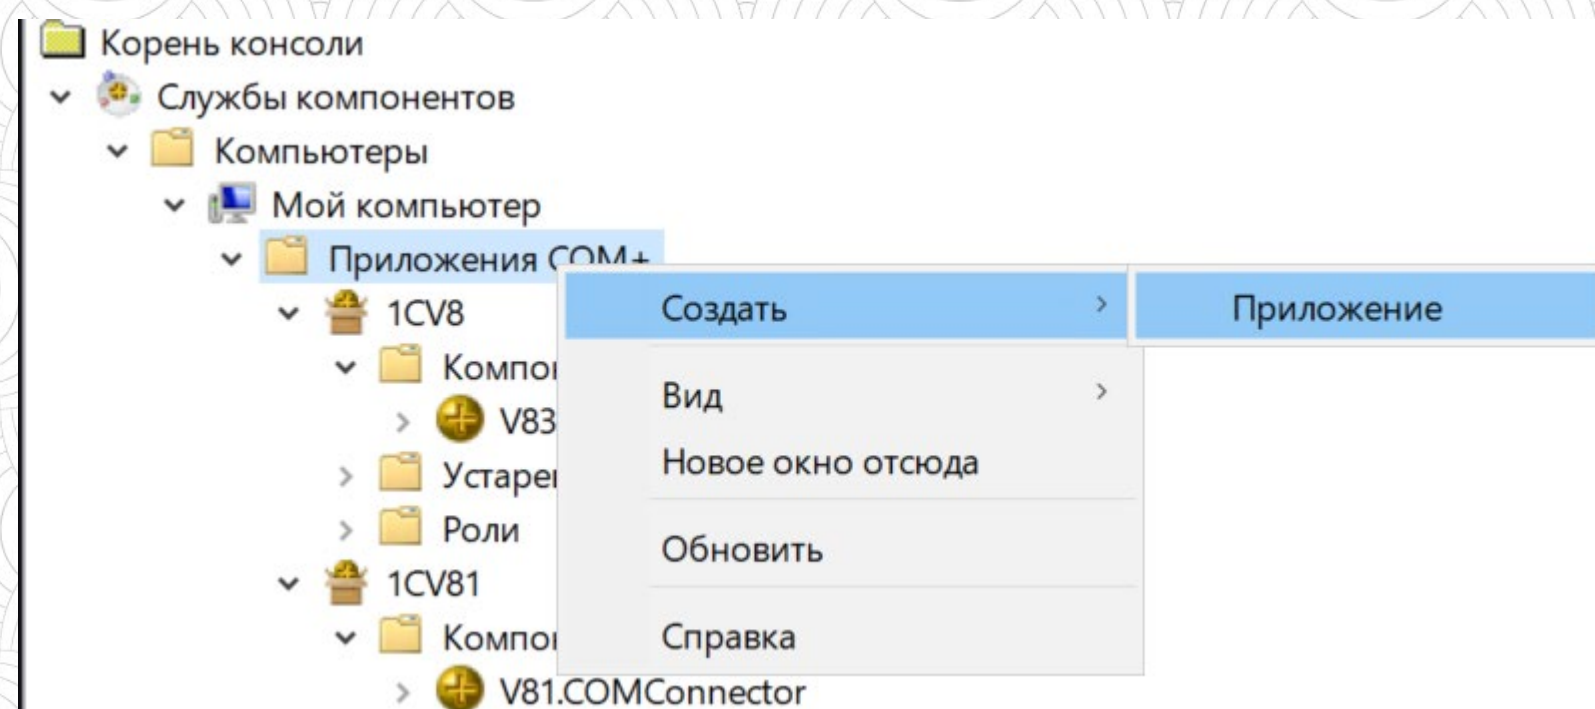 Корень консоли
Службы компонентов
Компьютеры
Мой компьютер
Приложения COM+
1CV8
Создать
Приложение
V83
Вид
Новое окно отсюда
Роли
Обновить
1CV81
Справка
V81.COMConnector